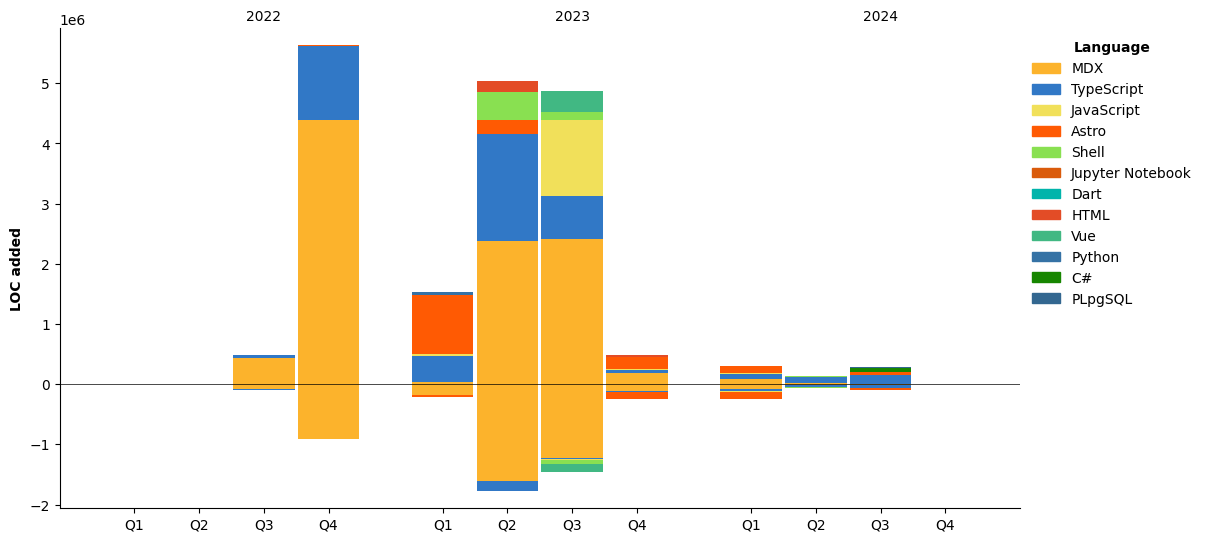 1e6
2022
2023
2024
LOC added
5
4
3
2
1
0
−1
−2
Q1
Q2
Q3
Q4
Q1
Q2
Q3
Q4
Q1
Q2
Q3
Q4
Language
MDX
TypeScript
JavaScript
Astro
Shell
Jupyter Notebook
Dart
HTML
Vue
Python
C#
PLpgSQL